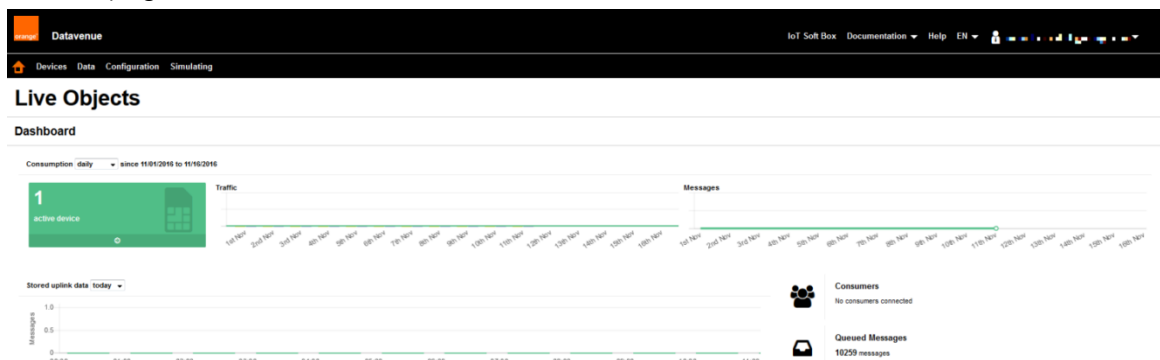 orange
Datavenue
IoT Soft Box Documentation Help EN
Devices Data Configuration Simulating
Live Objects
Dashboard
Consumption daily since 11/01/2016 to 11/16/2016
1
active device
Traffic
1st Nov 2nd Nov 3rd Nov 4th Nov 5th Nov 6th Nov 7th Nov 8th Nov 9th Nov 10th Nov 11th Nov 12th Nov 13th Nov 14th Nov 15th Nov 16th Nov
Messages
1st Nov 2nd Nov 3rd Nov 4th Nov 5th Nov 6th Nov 7th Nov 8th Nov 9th Nov 10th Nov 11th Nov 12th Nov 13th Nov 14th Nov 15th Nov 16th Nov
Stored uplink data today
Messages
1.0
0.5
0
Consumers
No consumers connected
Queued Messages
10259 messages